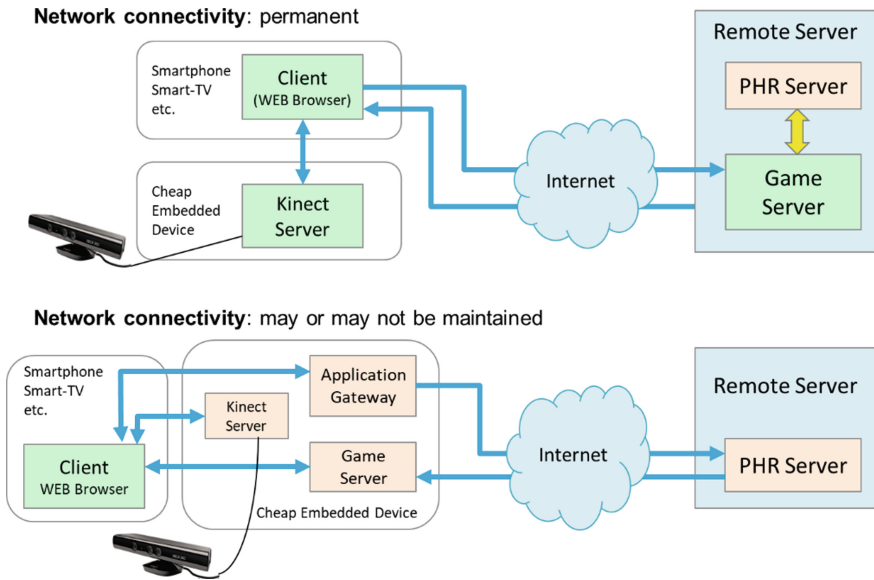 Network connectivity: permanent
Smartphone
Smart-TV
etc.
Client
(WEB Browser)
Cheap
Embedded
Device
Kinect
Server
Internet
Remote Server
PHR Server
Game
Server
Network connectivity: may or may not be maintained
Smartphone
Smart-TV
etc.
Client
WEB Browser
Kinect
Server
Application
Gateway
Game
Server
Cheap Embedded Device
Internet
Remote Server
PHR Server